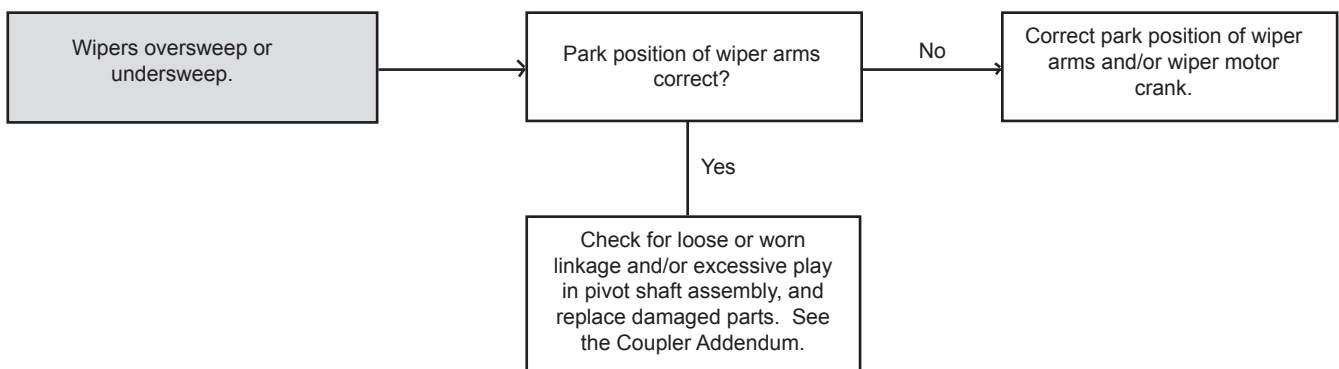 Wipers oversweep or
undersweep.
Park position of wiper arms
correct?
No
Correct park position of wiper
arms and/or wiper motor
crank.
Yes
Check for loose or worn
linkage and/or excessive play
in pivot shaft assembly, and
replace damaged parts.  See
the Coupler Addendum.